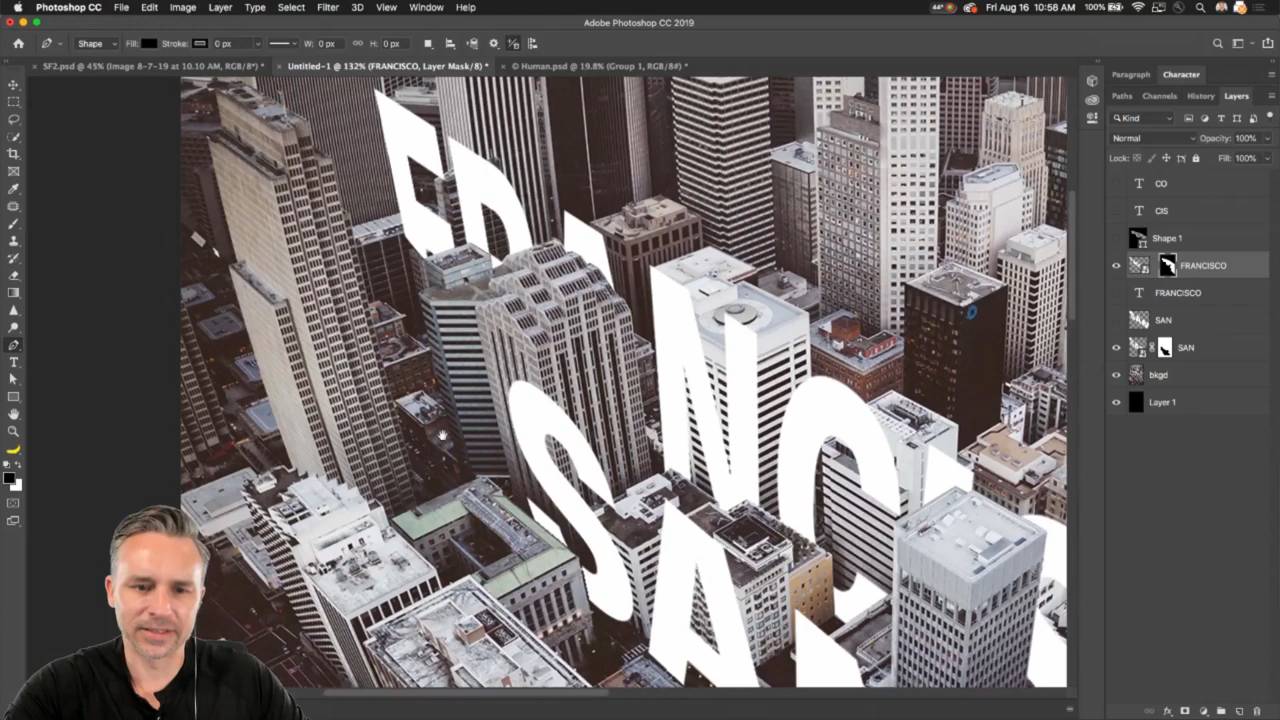 Photoshop CC File Edit Image Layer Type Select Filter 3D View Window Help Fri Aug 16 10:58 AM 100%
Adobe Photoshop CC 2019
Shape Fill: Stroke: 0 px W: 0 px H: 0 px
SF2.psd @ 45% (Image 8-7-19 at 10.10 AM, RGB/8*) * Untitled-1 @ 132% (FRANCISCO, Layer Mask/8) * © Human.psd @ 19.8% (Group 1, RGB/8#) *
Paragraph Character
Paths Channels History Layers
Kind
Normal Opacity: 100%
Lock: Fill: 100%
T CO
T CIS
Shape 1
FRANCISCO
T FRANCISCO
SAN
SAN
bkgd
Layer 1
SAN